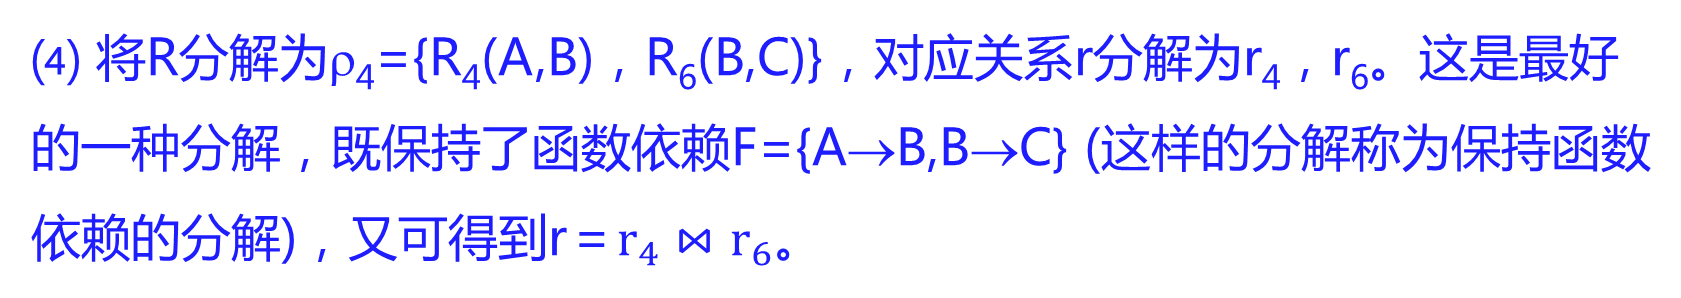 (4) 将R分解为ρ₄={R₄(A,B)，R₆(B,C)}，对应关系r分解为r₄，r₆。这是最好
的一种分解，既保持了函数依赖F={A→B,B→C} (这样的分解称为保持函数
依赖的分解)，又可得到r = r₄ ⋈ r₆。